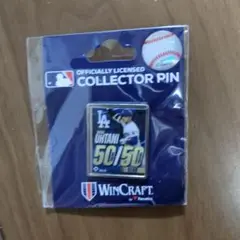 OFFICIALLY LICENSED
COLLECTOR PIN
LA
OHTANI
50/50
WINCRAFT